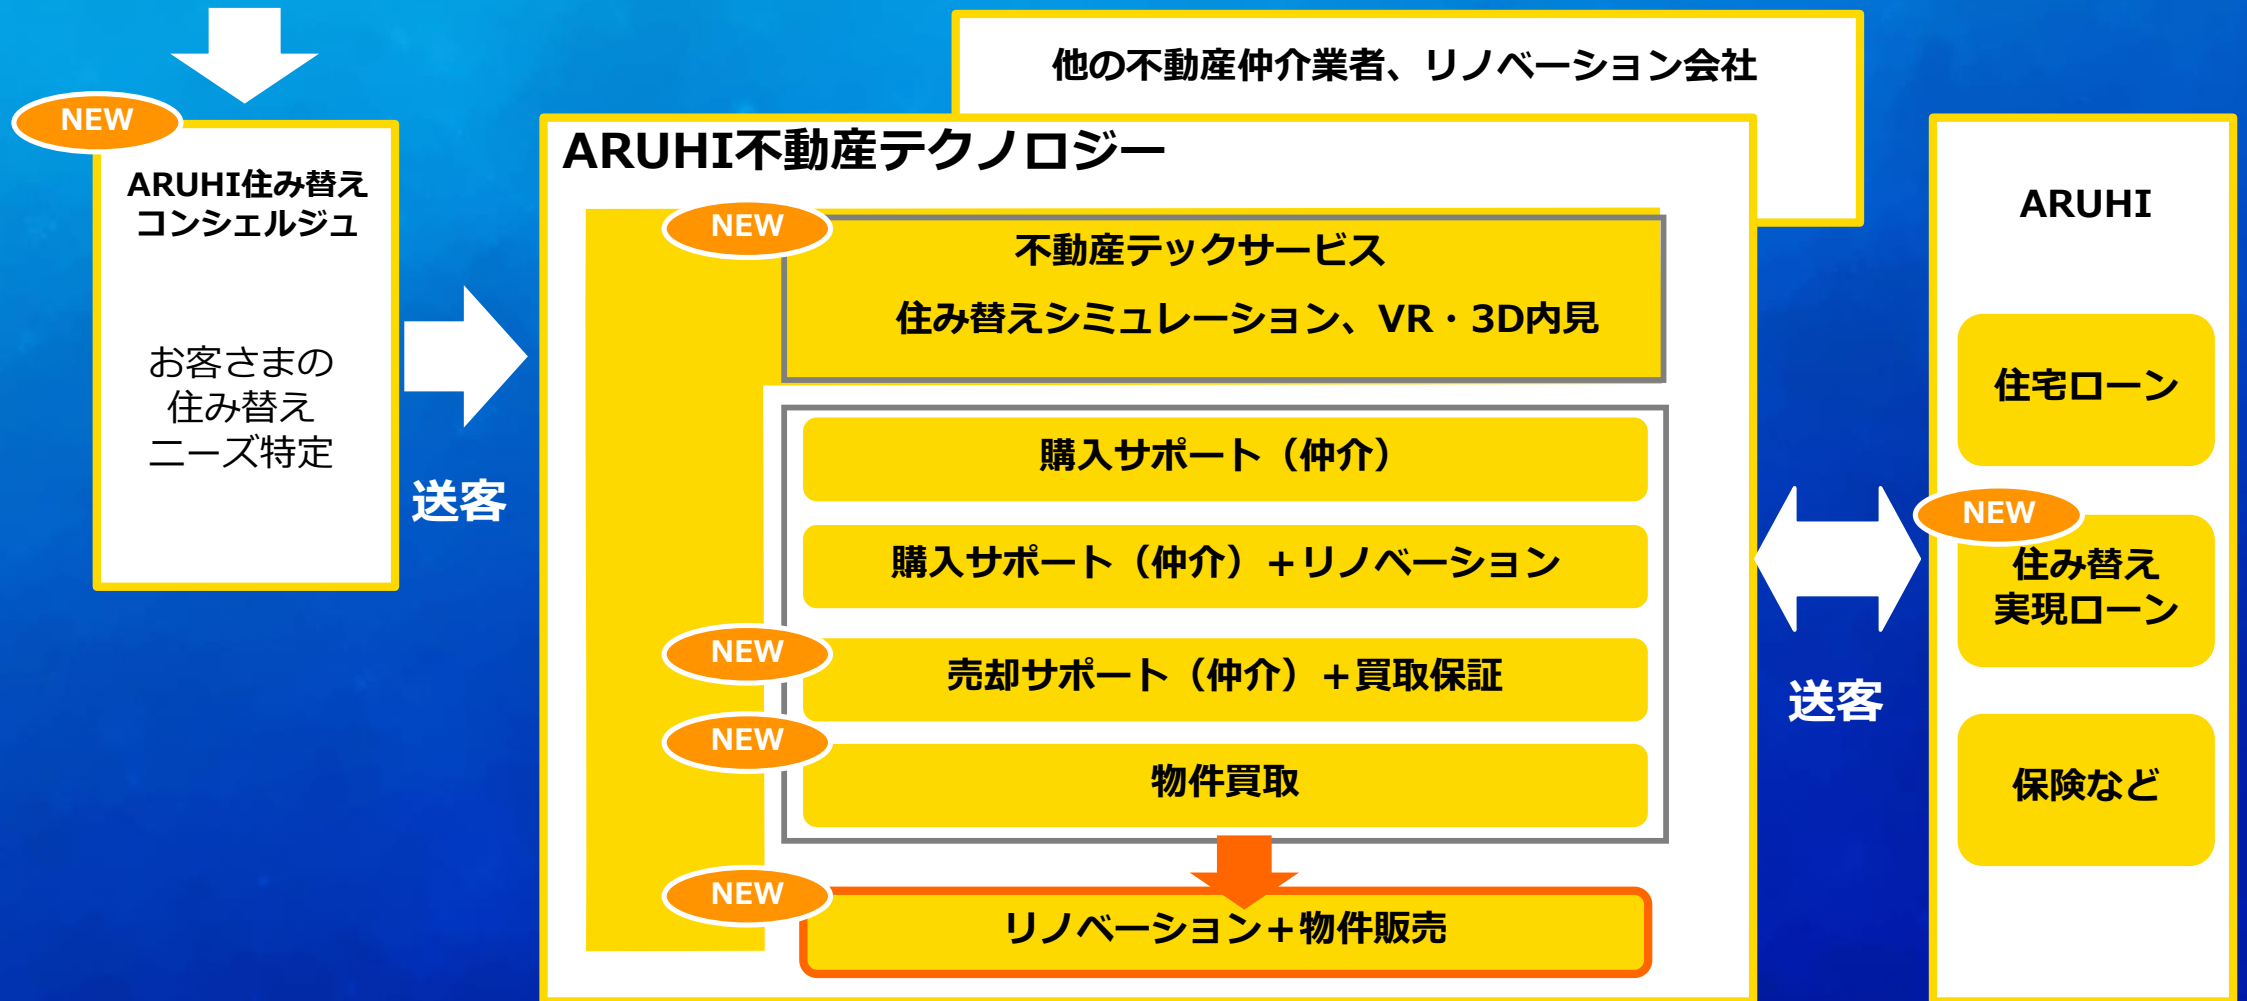 他の不動産仲介業者、リノベーション会社
NEW
ARUHI住み替え
コンシェルジュ
お客さまの
住み替え
ニーズ特定
送客
ARUHI不動産テクノロジー
NEW
不動産テックサービス
住み替えシミュレーション、VR・3D内見
購入サポート（仲介）
購入サポート（仲介）+リノベーション
NEW
売却サポート（仲介）+買取保証
NEW
物件買取
NEW
リノベーション＋物件販売
送客
ARUHI
住宅ローン
NEW
住み替え
実現ローン
保険など